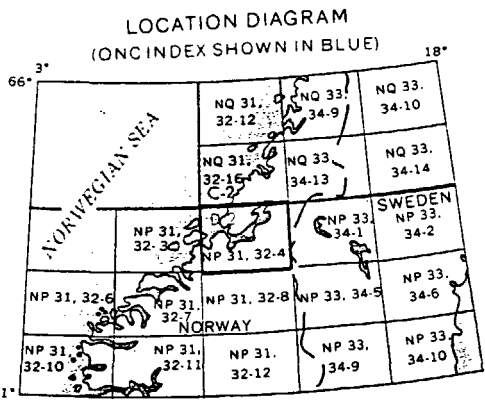 LOCATION DIAGRAM
(ONC INDEX SHOWN IN BLUE)
3° 18°
66°
NQ 31,
32-12
NQ 33.
34-9
NQ 33.
34-10
NORWEGIAN SEA
NQ 31,
32-16
C-2
NQ 33,
34-13
NQ 33.
34-14
NP 31,
32-3
NP 31, 32-4
NP 33,
34-1
SWEDEN
NP 33.
34-2
NP 31, 32-6
NP 31,
32-7
NP 31, 32-8
NP 33, 34-5
NP 33.
34-6
NORWAY
NP 31,
32-10
NP 31,
32-11
NP 31.
32-12
NP 33,
34-9
NP 33.
34-10
1°